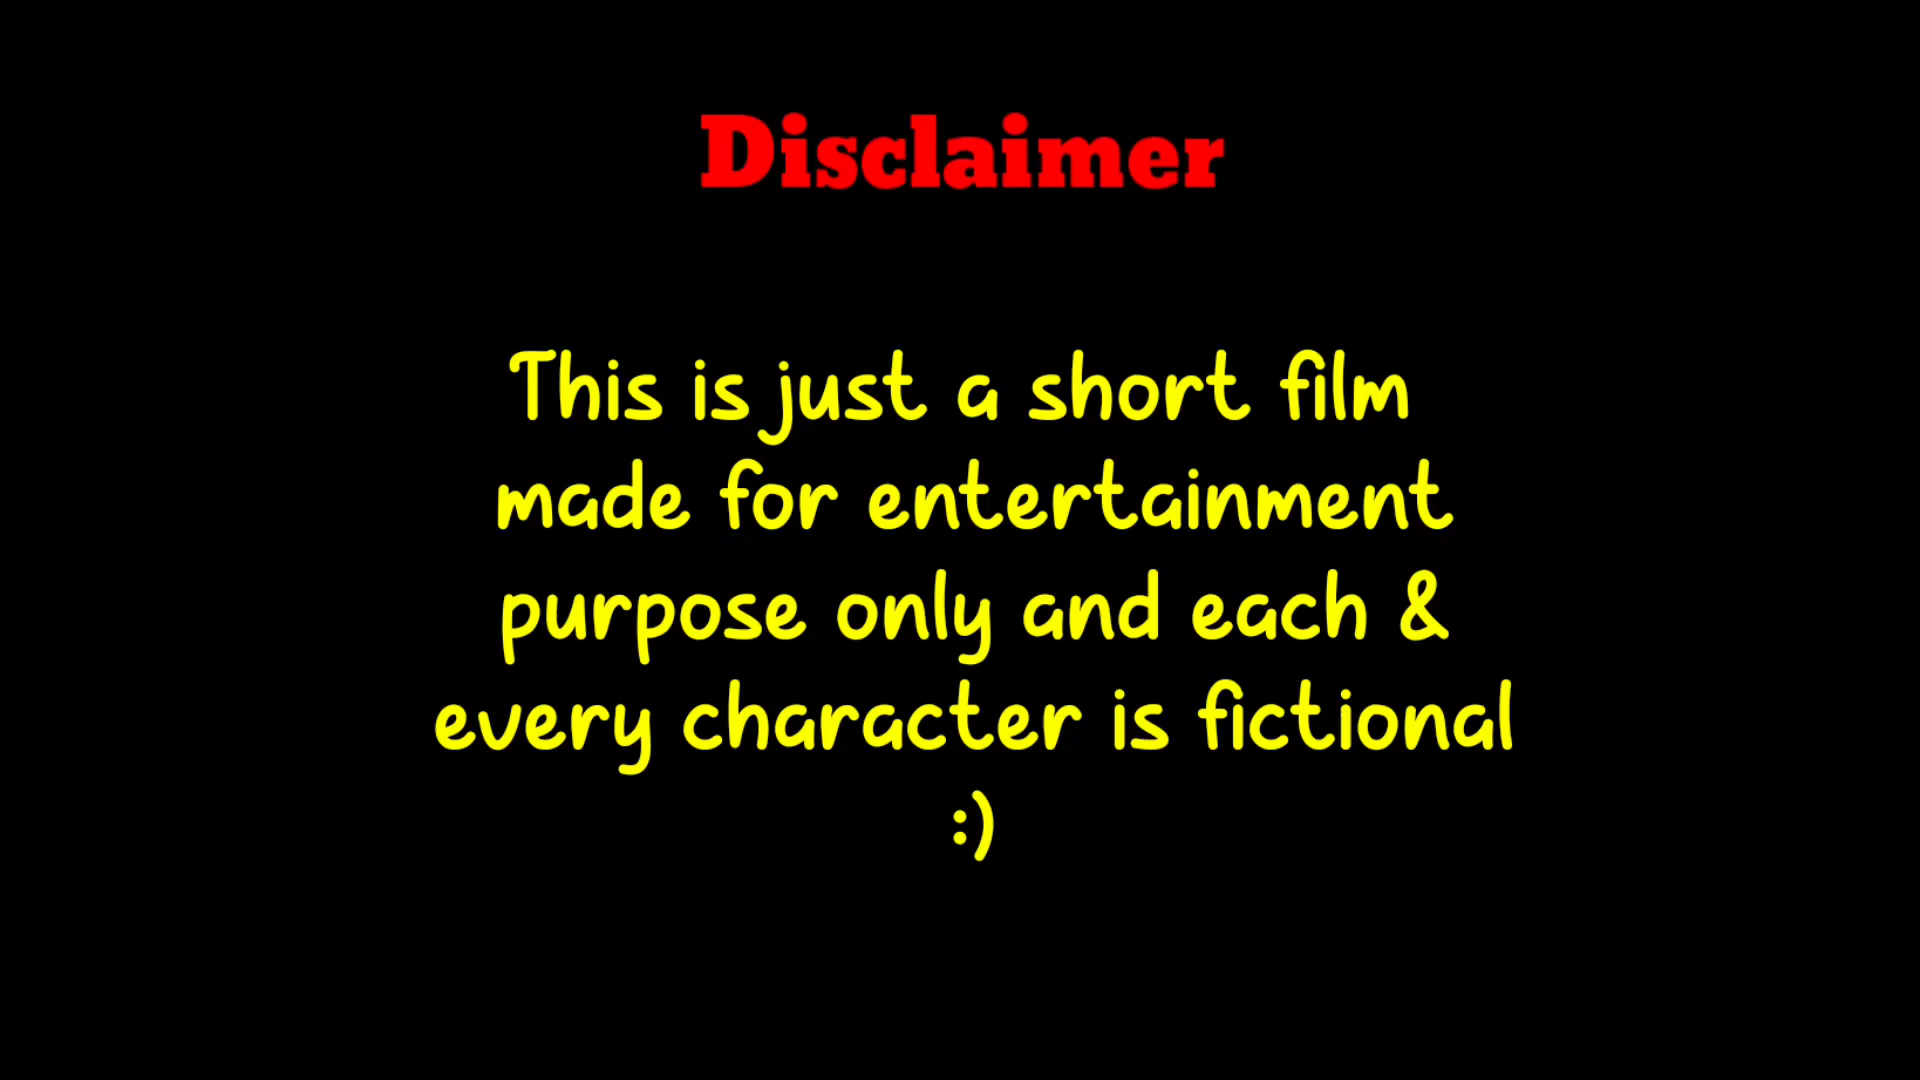 Disclaimer
This is just a short film
made for entertainment
purpose only and each &
every character is fictional
:)